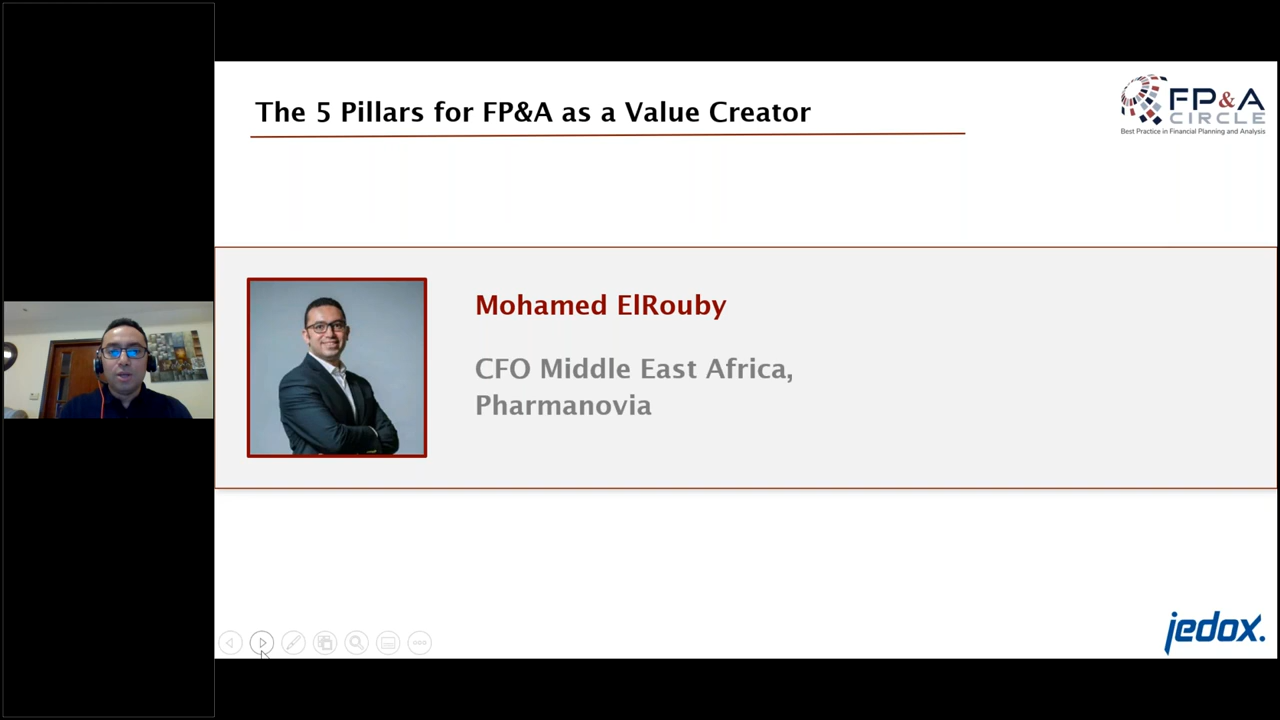 The 5 Pillars for FP&A as a Value Creator
FP&A
CIRCLE
Best Practice in Financial Planning and Analysis
Mohamed ElRouby
CFO Middle East Africa,
Pharmanovia
jedox.